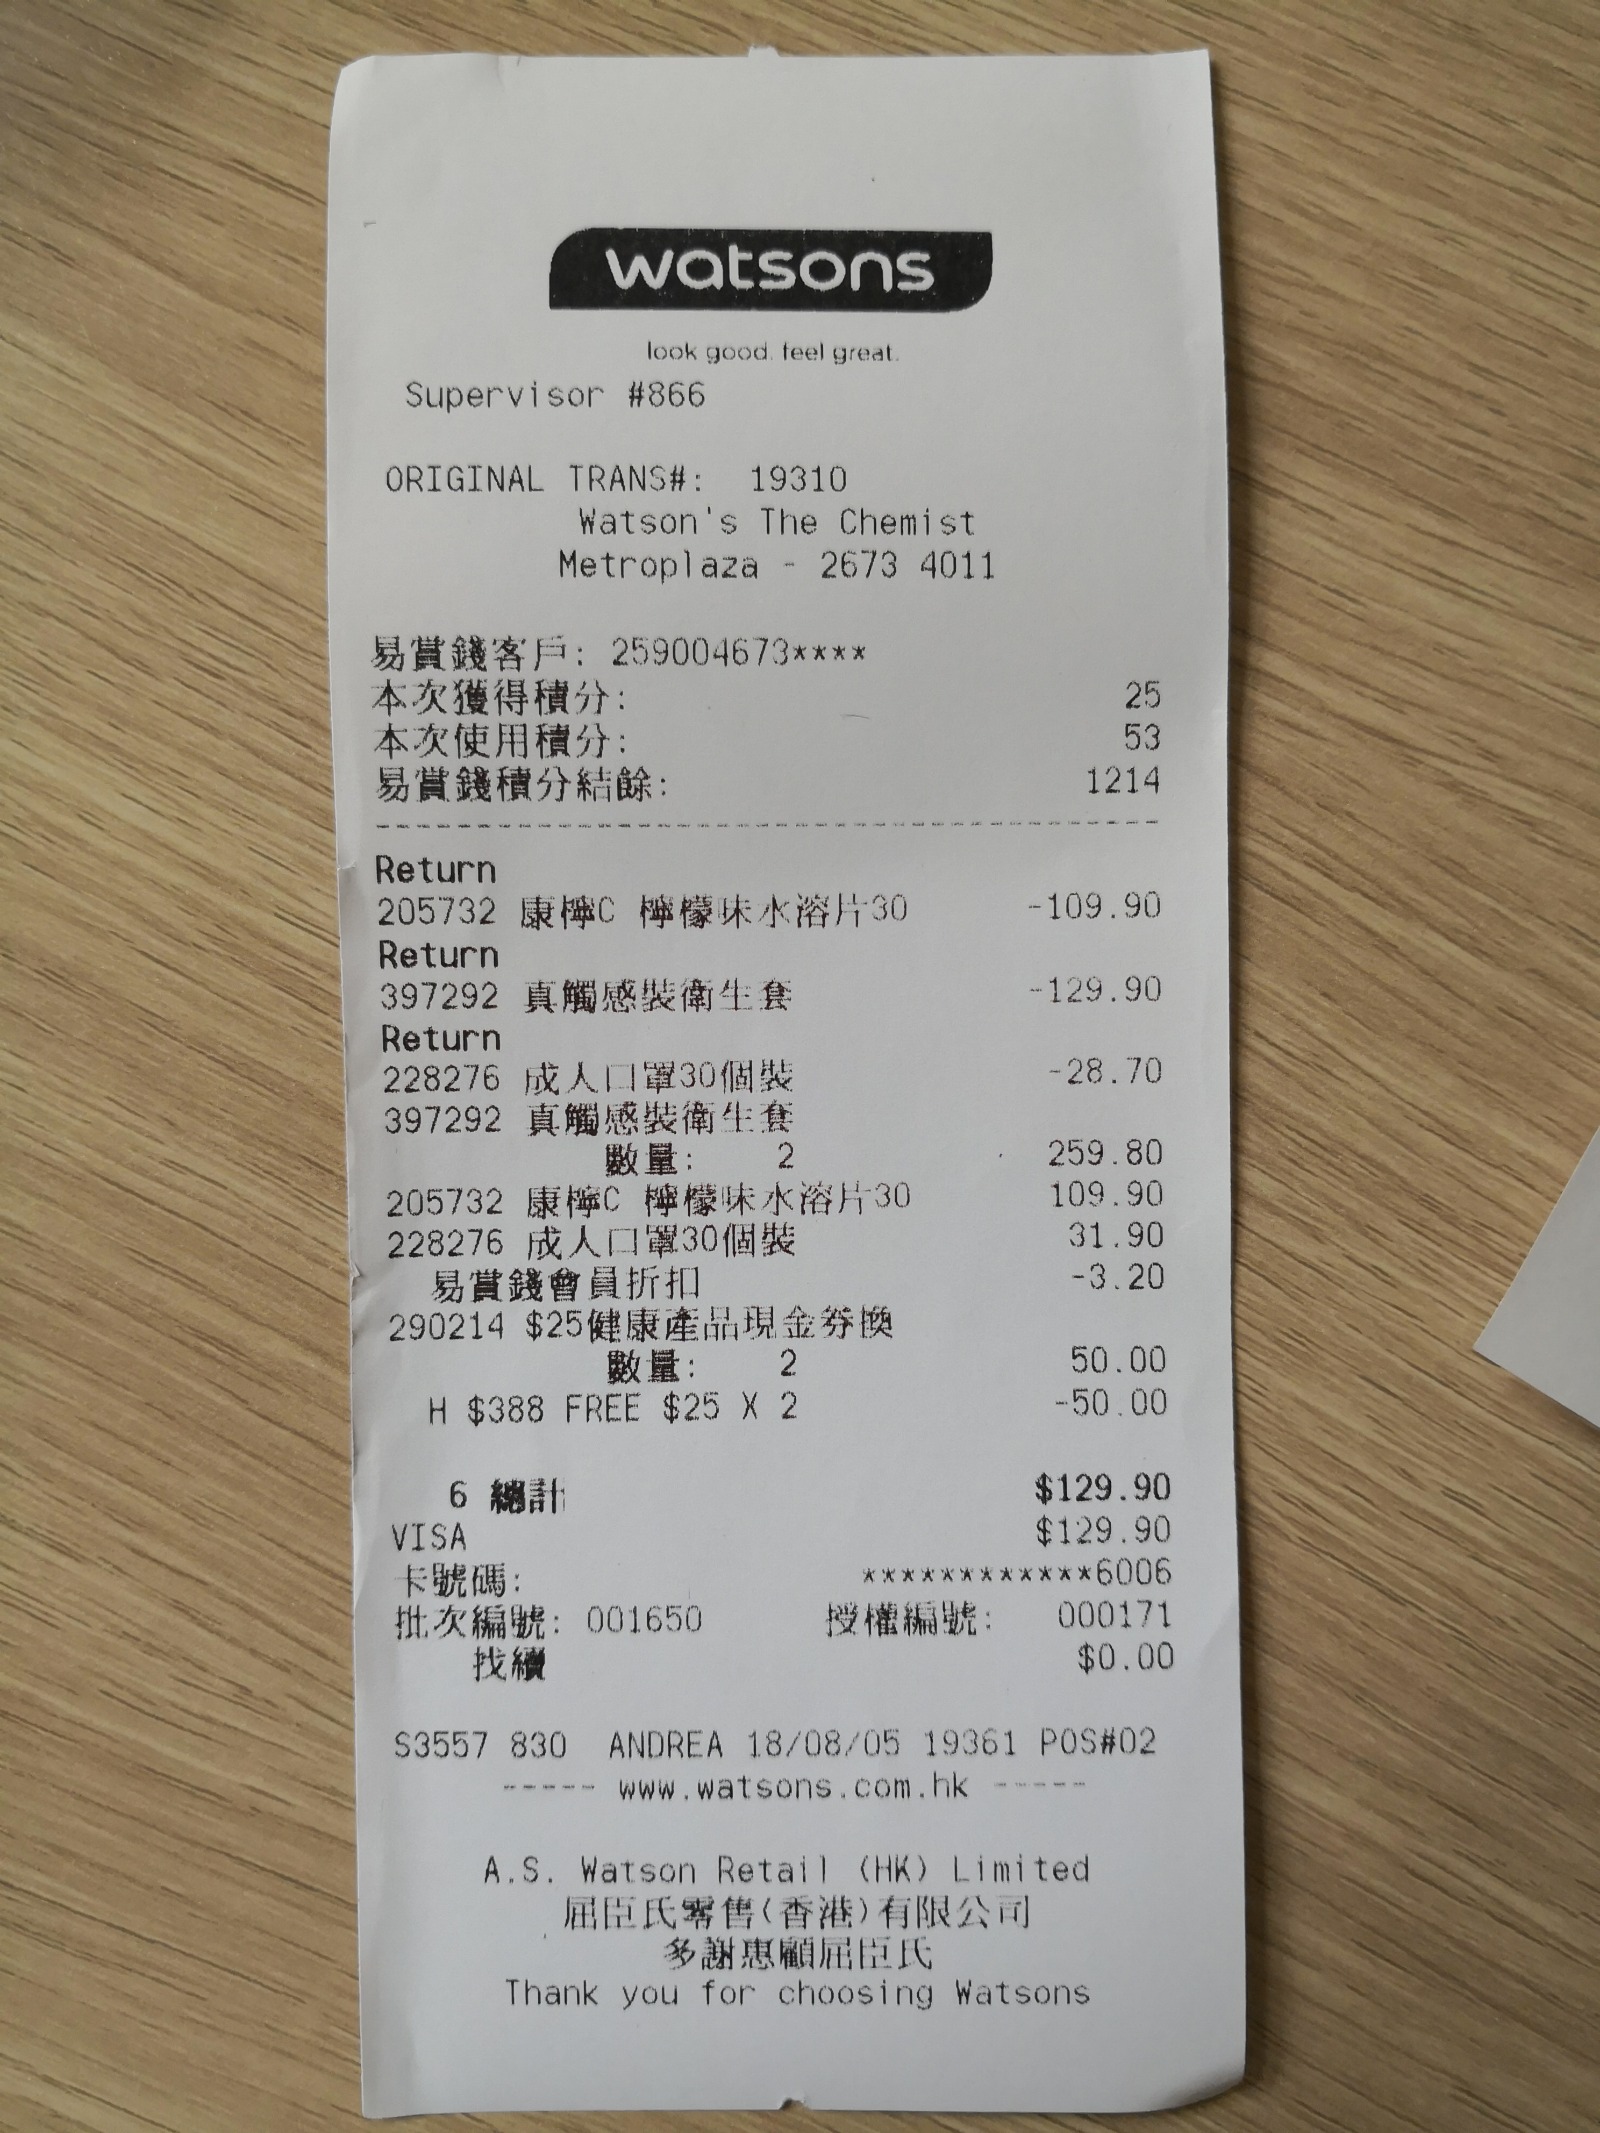 watsons
look good. feel great.
Supervisor #866
ORIGINAL TRANS#: 19310
Watson's The Chemist
Metroplaza - 2673 4011
易賞錢客戶: 259004673****
本次獲得積分: 25
本次使用積分: 53
易賞錢積分結餘: 1214
----------------------------------------
Return
205732 康檸C 檸檬味水溶片30 -109.90
Return
397292 真觸感裝衛生套 -129.90
Return
228276 成人口罩30個裝 -28.70
397292 真觸感裝衛生套
數量: 2 259.80
205732 康檸C 檸檬味水溶片30 109.90
228276 成人口罩30個裝 31.90
易賞錢會員折扣 -3.20
290214 $25健康產品現金券換
數量: 2 50.00
H $388 FREE $25 X 2 -50.00
6 總計 $129.90
VISA $129.90
卡號碼: ************6006
批次編號: 001650 授權編號: 000171
找續 $0.00
S3557 830 ANDREA 18/08/05 19361 POS#02
----- www.watsons.com.hk -----
A.S. Watson Retail (HK) Limited
屈臣氏零售(香港)有限公司
多謝惠顧屈臣氏
Thank you for choosing Watsons